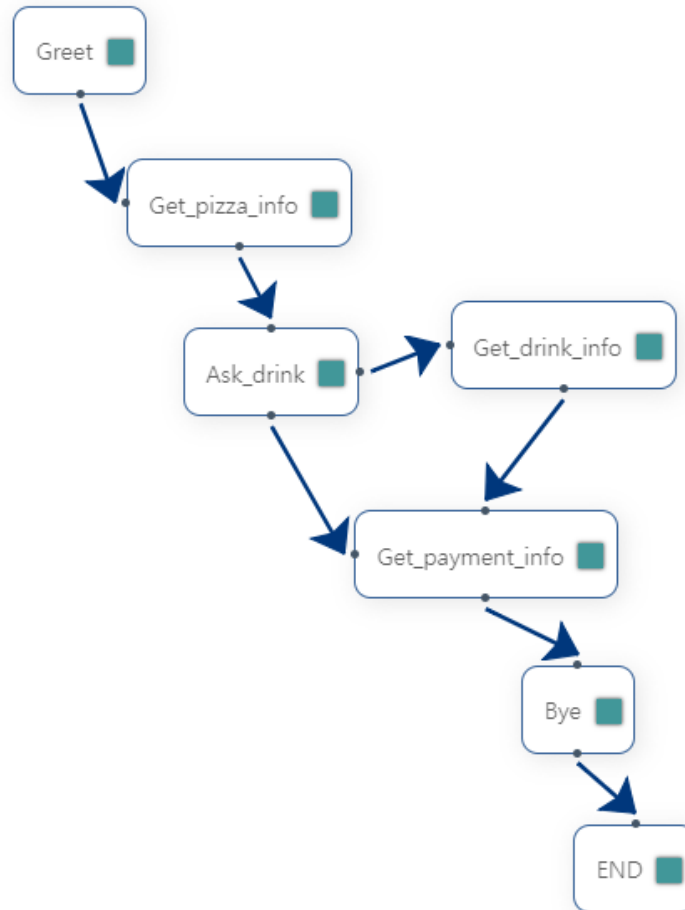 Greet
Get_pizza_info
Ask_drink
Get_drink_info
Get_payment_info
Bye
END